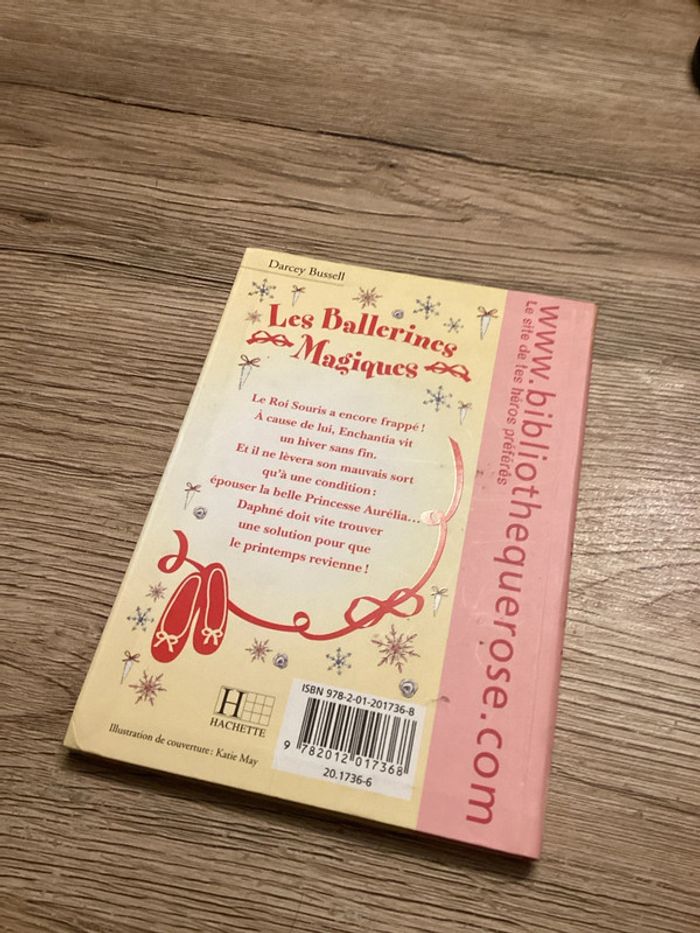 Darcey Bussell
Les Ballerines
Magiques
Le Roi Souris a encore frappé !
À cause de lui, Enchantia vit
un hiver sans fin.
Et il ne lèvera son mauvais sort
qu'à une condition :
épouser la belle Princesse Aurélia...
Daphné doit vite trouver
une solution pour que
le printemps revienne !
H
HACHETTE
Illustration de couverture : Katie May
ISBN 978-2-01-201736-8
9 782012 017368
20.1736-6
www.bibliothequerose.com
Le site de tes héros préférés